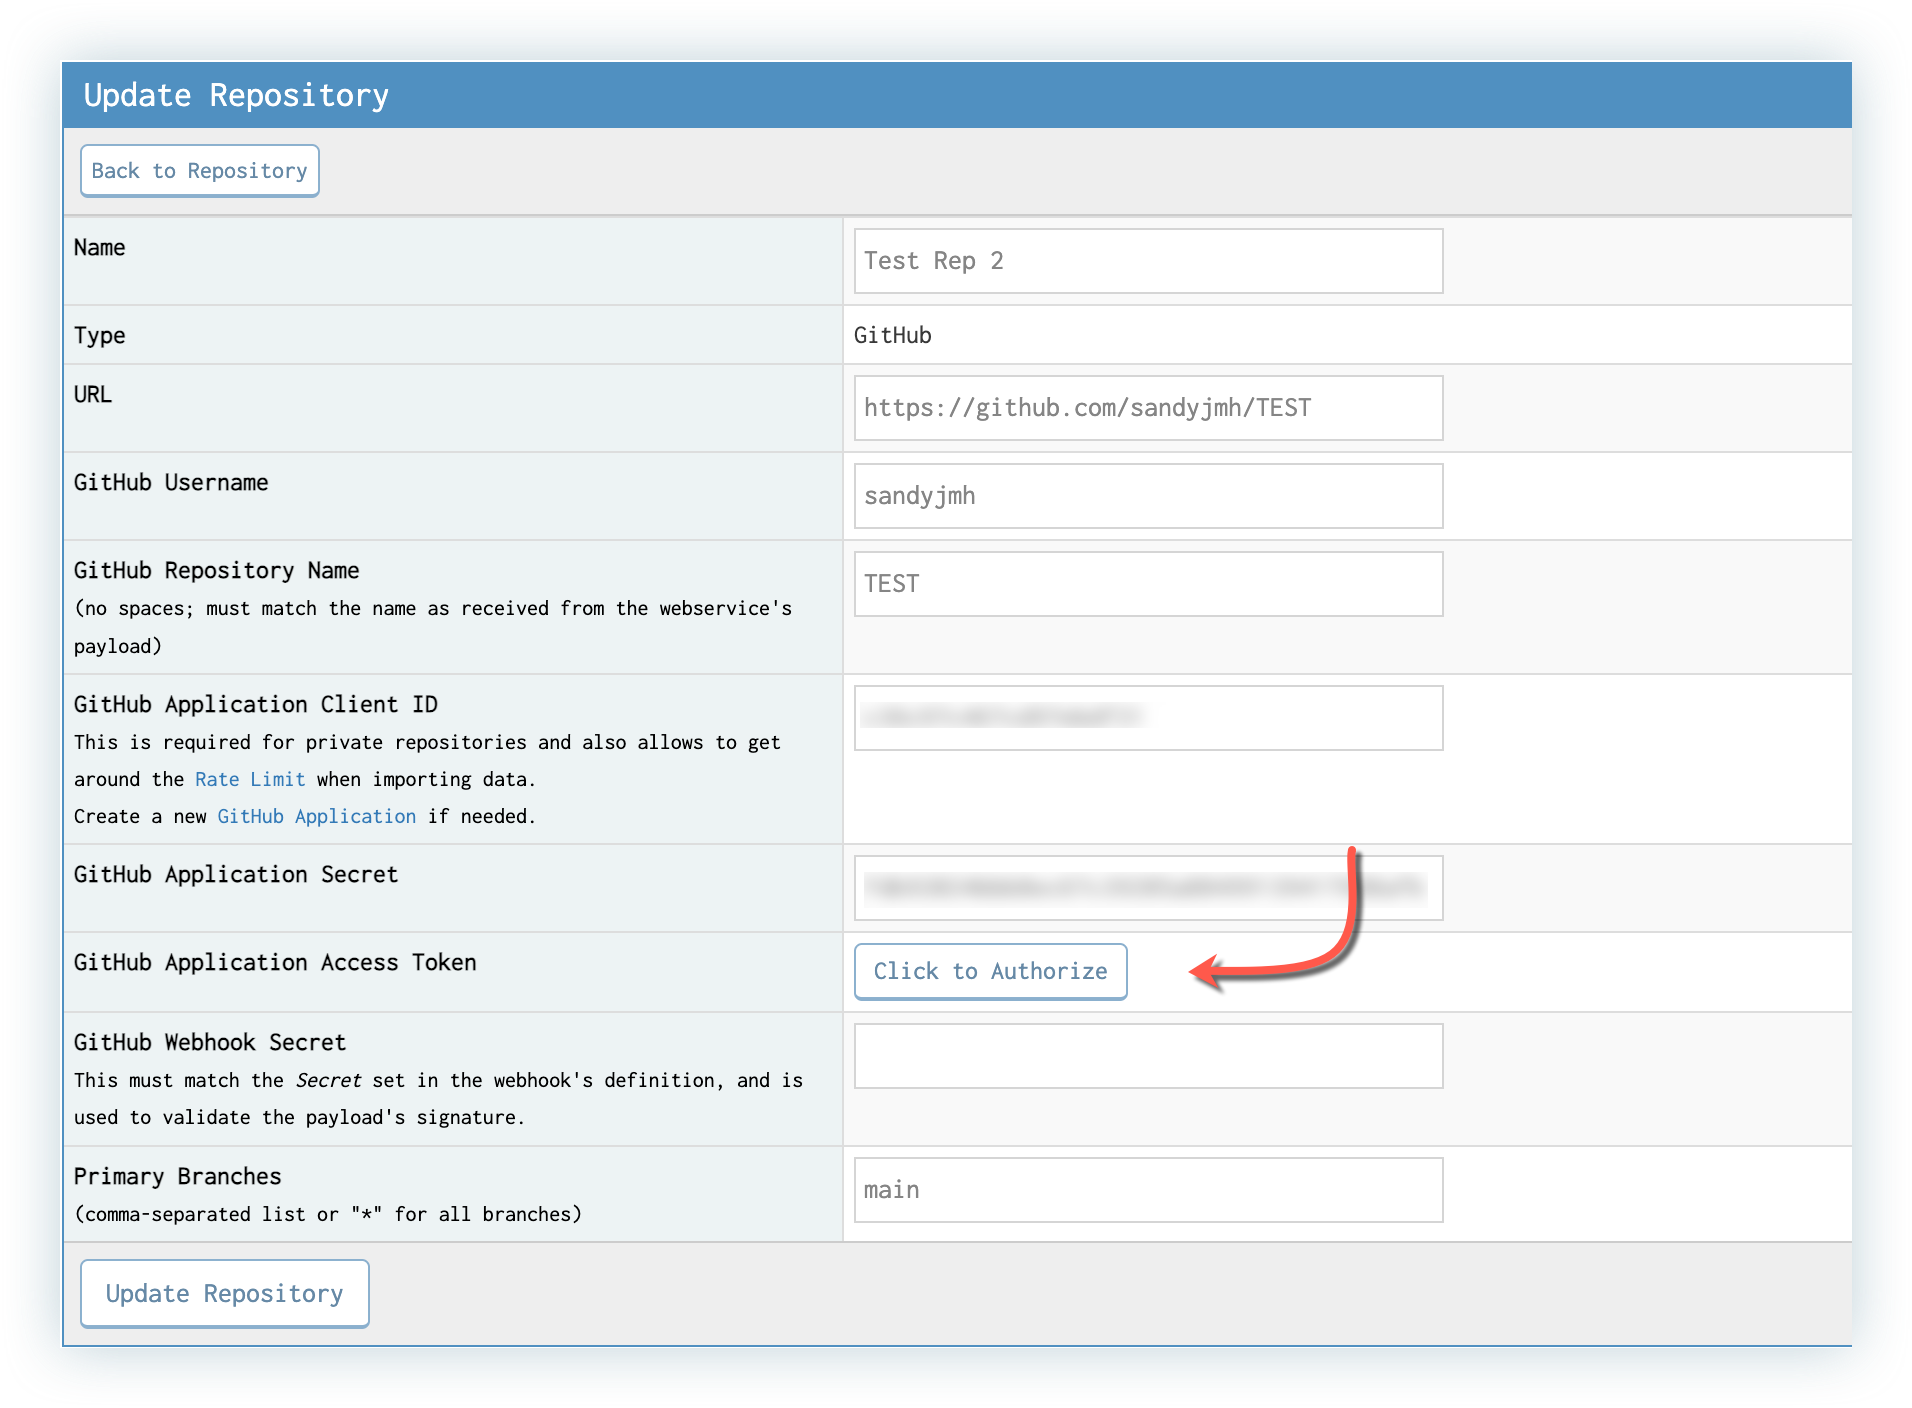 Update Repository
Back to Repository
Name
Test Rep 2
Type
GitHub
URL
https://github.com/sandyjmh/TEST
GitHub Username
sandyjmh
GitHub Repository Name
TEST
(no spaces; must match the name as received from the webservice's
payload)
GitHub Application Client ID
This is required for private repositories and also allows to get
around the Rate Limit when importing data.
Create a new GitHub Application if needed.
GitHub Application Secret
GitHub Application Access Token
Click to Authorize
GitHub Webhook Secret
This must match the Secret set in the webhook's definition, and is
used to validate the payload's signature.
Primary Branches
main
(comma-separated list or "*" for all branches)
Update Repository